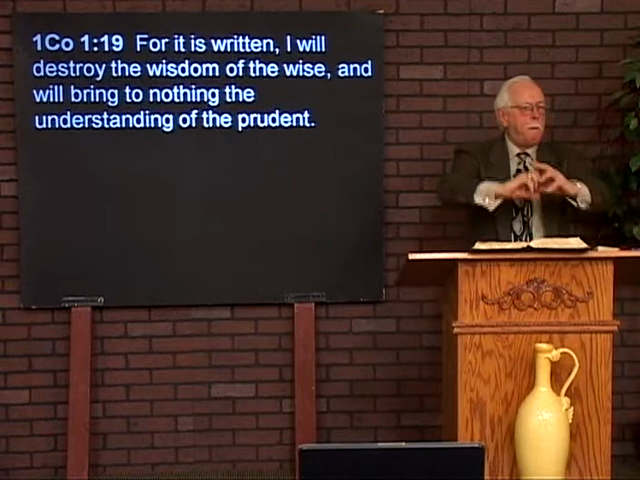 1Co 1:19 For it is written, I will
destroy the wisdom of the wise, and
will bring to nothing the
understanding of the prudent.